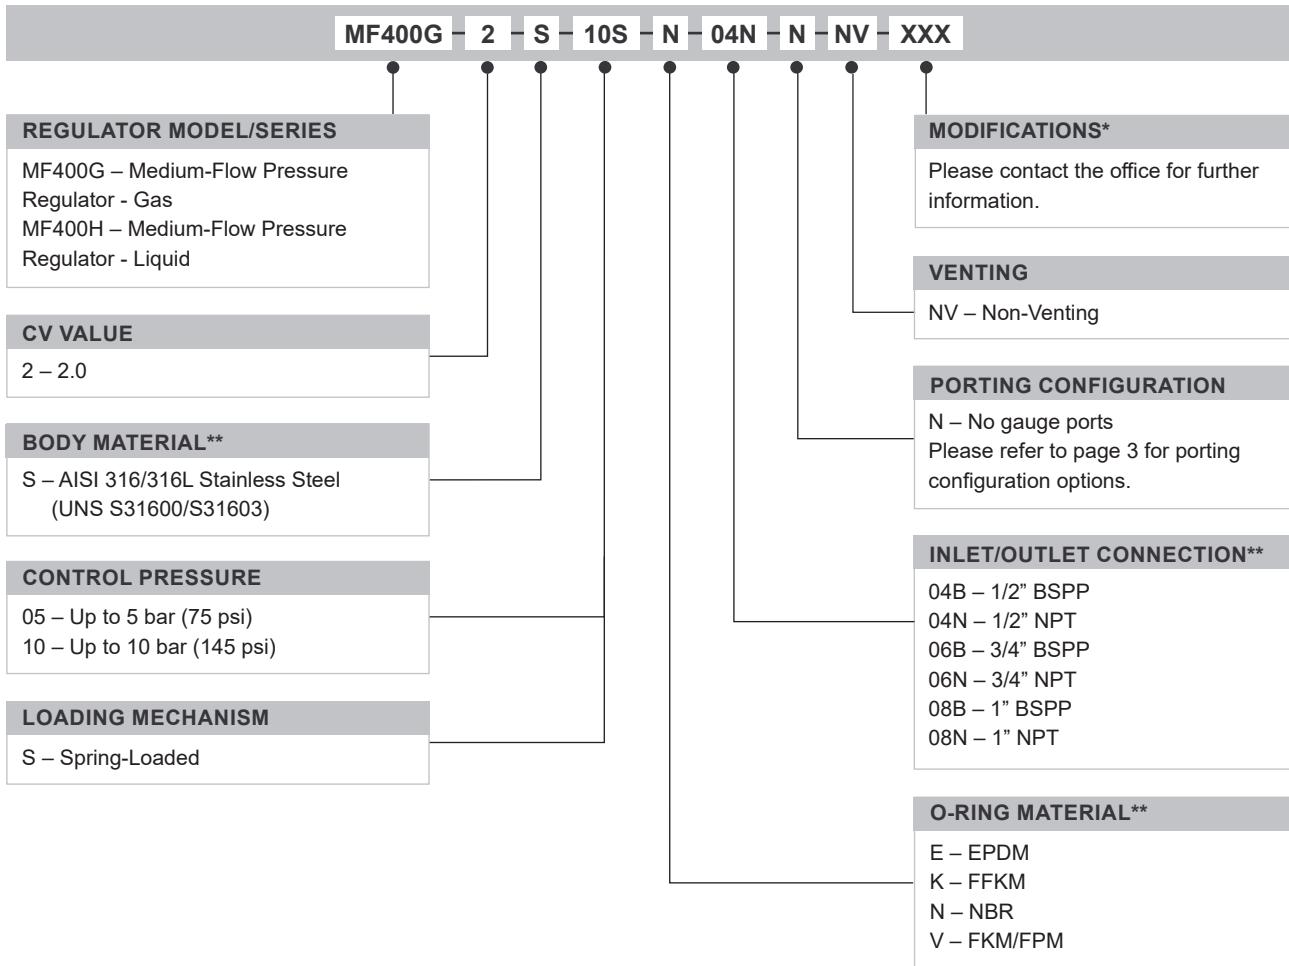 MF400G 2 S 10S N 04N N NV XXX
REGULATOR MODEL/SERIES
MF400G – Medium-Flow Pressure
Regulator - Gas
MF400H – Medium-Flow Pressure
Regulator - Liquid
CV VALUE
2 – 2.0
BODY MATERIAL**
S – AISI 316/316L Stainless Steel
(UNS S31600/S31603)
CONTROL PRESSURE
05 – Up to 5 bar (75 psi)
10 – Up to 10 bar (145 psi)
LOADING MECHANISM
S – Spring-Loaded
MODIFICATIONS*
Please contact the office for further
information.
VENTING
NV – Non-Venting
PORTING CONFIGURATION
N – No gauge ports
Please refer to page 3 for porting
configuration options.
INLET/OUTLET CONNECTION**
04B – 1/2” BSPP
04N – 1/2” NPT
06B – 3/4” BSPP
06N – 3/4” NPT
08B – 1” BSPP
08N – 1” NPT
O-RING MATERIAL**
E – EPDM
K – FFKM
N – NBR
V – FKM/FPM